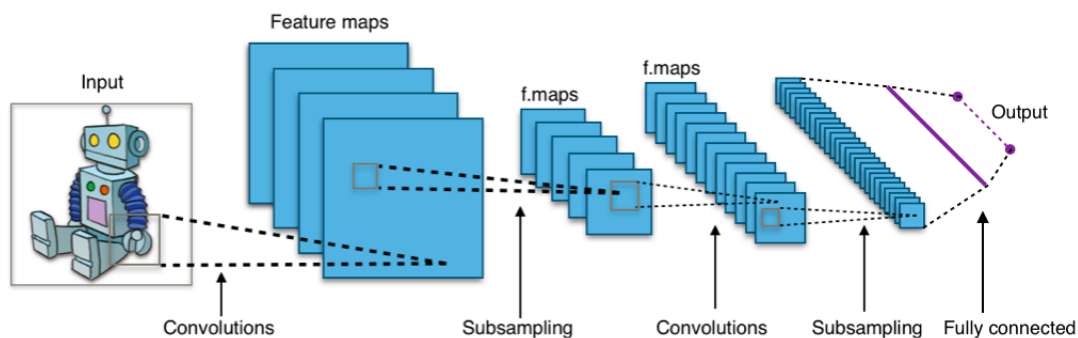 Feature maps
Input
f.maps
f.maps
Output
Convolutions
Subsampling
Convolutions
Subsampling
Fully connected